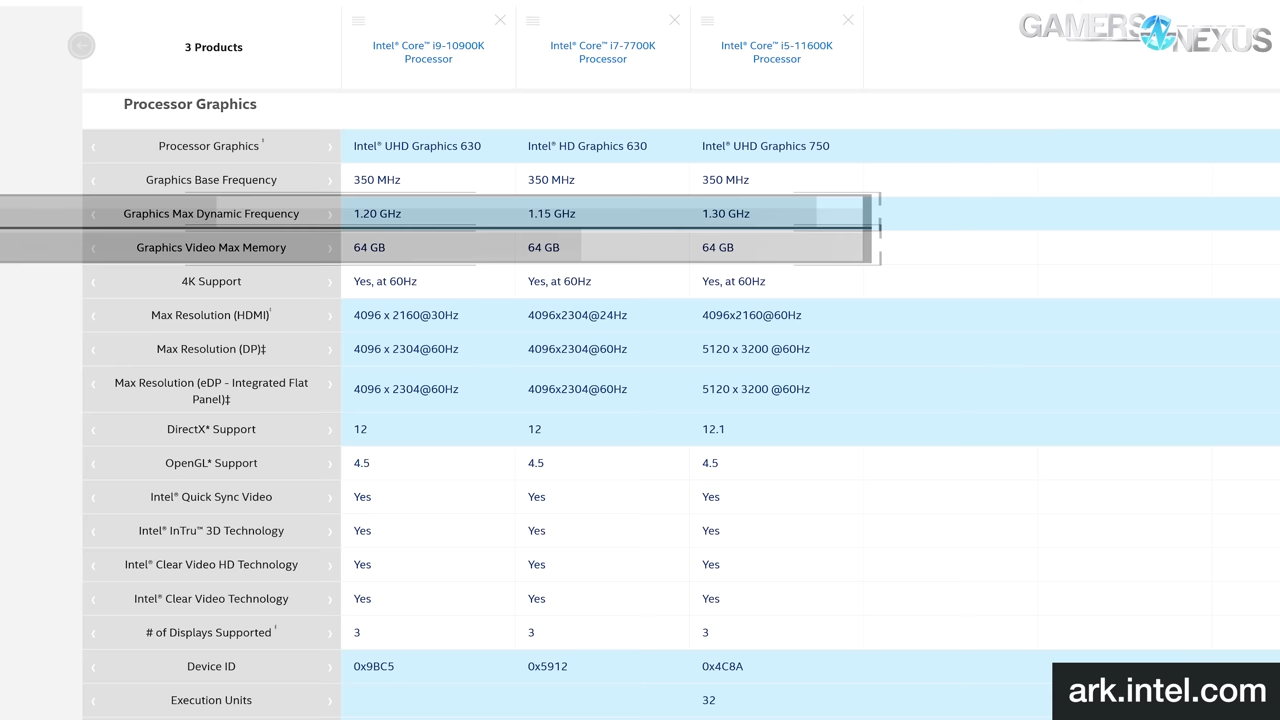 GAMERS NEXUS
3 Products
Intel® Core™ i9-10900K Processor
Intel® Core™ i7-7700K Processor
Intel® Core™ i5-11600K Processor
Processor Graphics
Processor Graphics † Intel® UHD Graphics 630 Intel® HD Graphics 630 Intel® UHD Graphics 750
Graphics Base Frequency 350 MHz 350 MHz 350 MHz
Graphics Max Dynamic Frequency 1.20 GHz 1.15 GHz 1.30 GHz
Graphics Video Max Memory 64 GB 64 GB 64 GB
4K Support Yes, at 60Hz Yes, at 60Hz Yes, at 60Hz
Max Resolution (HDMI)‡ 4096 x 2160@30Hz 4096x2304@24Hz 4096x2160@60Hz
Max Resolution (DP)‡ 4096 x 2304@60Hz 4096x2304@60Hz 5120 x 3200 @60Hz
Max Resolution (eDP - Integrated Flat Panel)‡ 4096 x 2304@60Hz 4096x2304@60Hz 5120 x 3200 @60Hz
DirectX* Support 12 12 12.1
OpenGL* Support 4.5 4.5 4.5
Intel® Quick Sync Video Yes Yes Yes
Intel® InTru™ 3D Technology Yes Yes Yes
Intel® Clear Video HD Technology Yes Yes Yes
Intel® Clear Video Technology Yes Yes Yes
# of Displays Supported ‡ 3 3 3
Device ID 0x9BC5 0x5912 0x4C8A
Execution Units 32
ark.intel.com